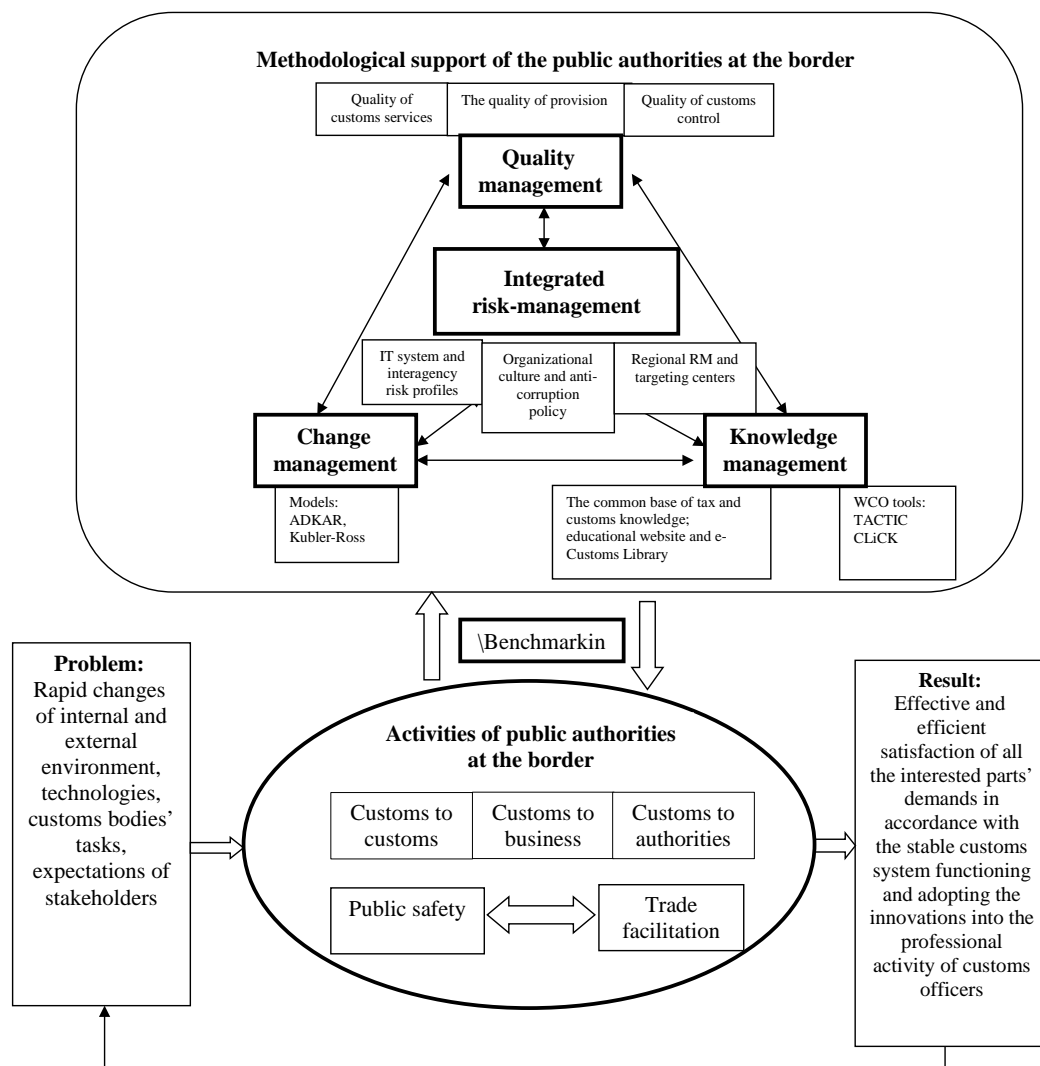 Methodological support of the public authorities at the border
Quality of
customs services
The quality of provision
Quality of customs
control
Quality
management
Integrated
risk-management
IT system and
interagency
risk profiles
Organizational
culture and anti-
corruption
policy
Regional RM and
targeting centers
Change
management
Knowledge
management
Models:
ADKAR,
Kubler-Ross
The common base of tax and
customs knowledge;
educational website and e-
Customs Library
WCO tools:
TACTIC
CLiCK
\Benchmarkin
Problem:
Rapid changes
of internal and
external
environment,
technologies,
customs bodies’
tasks,
expectations of
stakeholders
Activities of public authorities
at the border
Customs to
customs
Customs to
business
Customs to
authorities
Public safety
Trade
facilitation
Result:
Effective and
efficient
satisfaction of all
the interested parts’
demands in
accordance with
the stable customs
system functioning
and adopting the
innovations into the
professional
activity of customs
officers